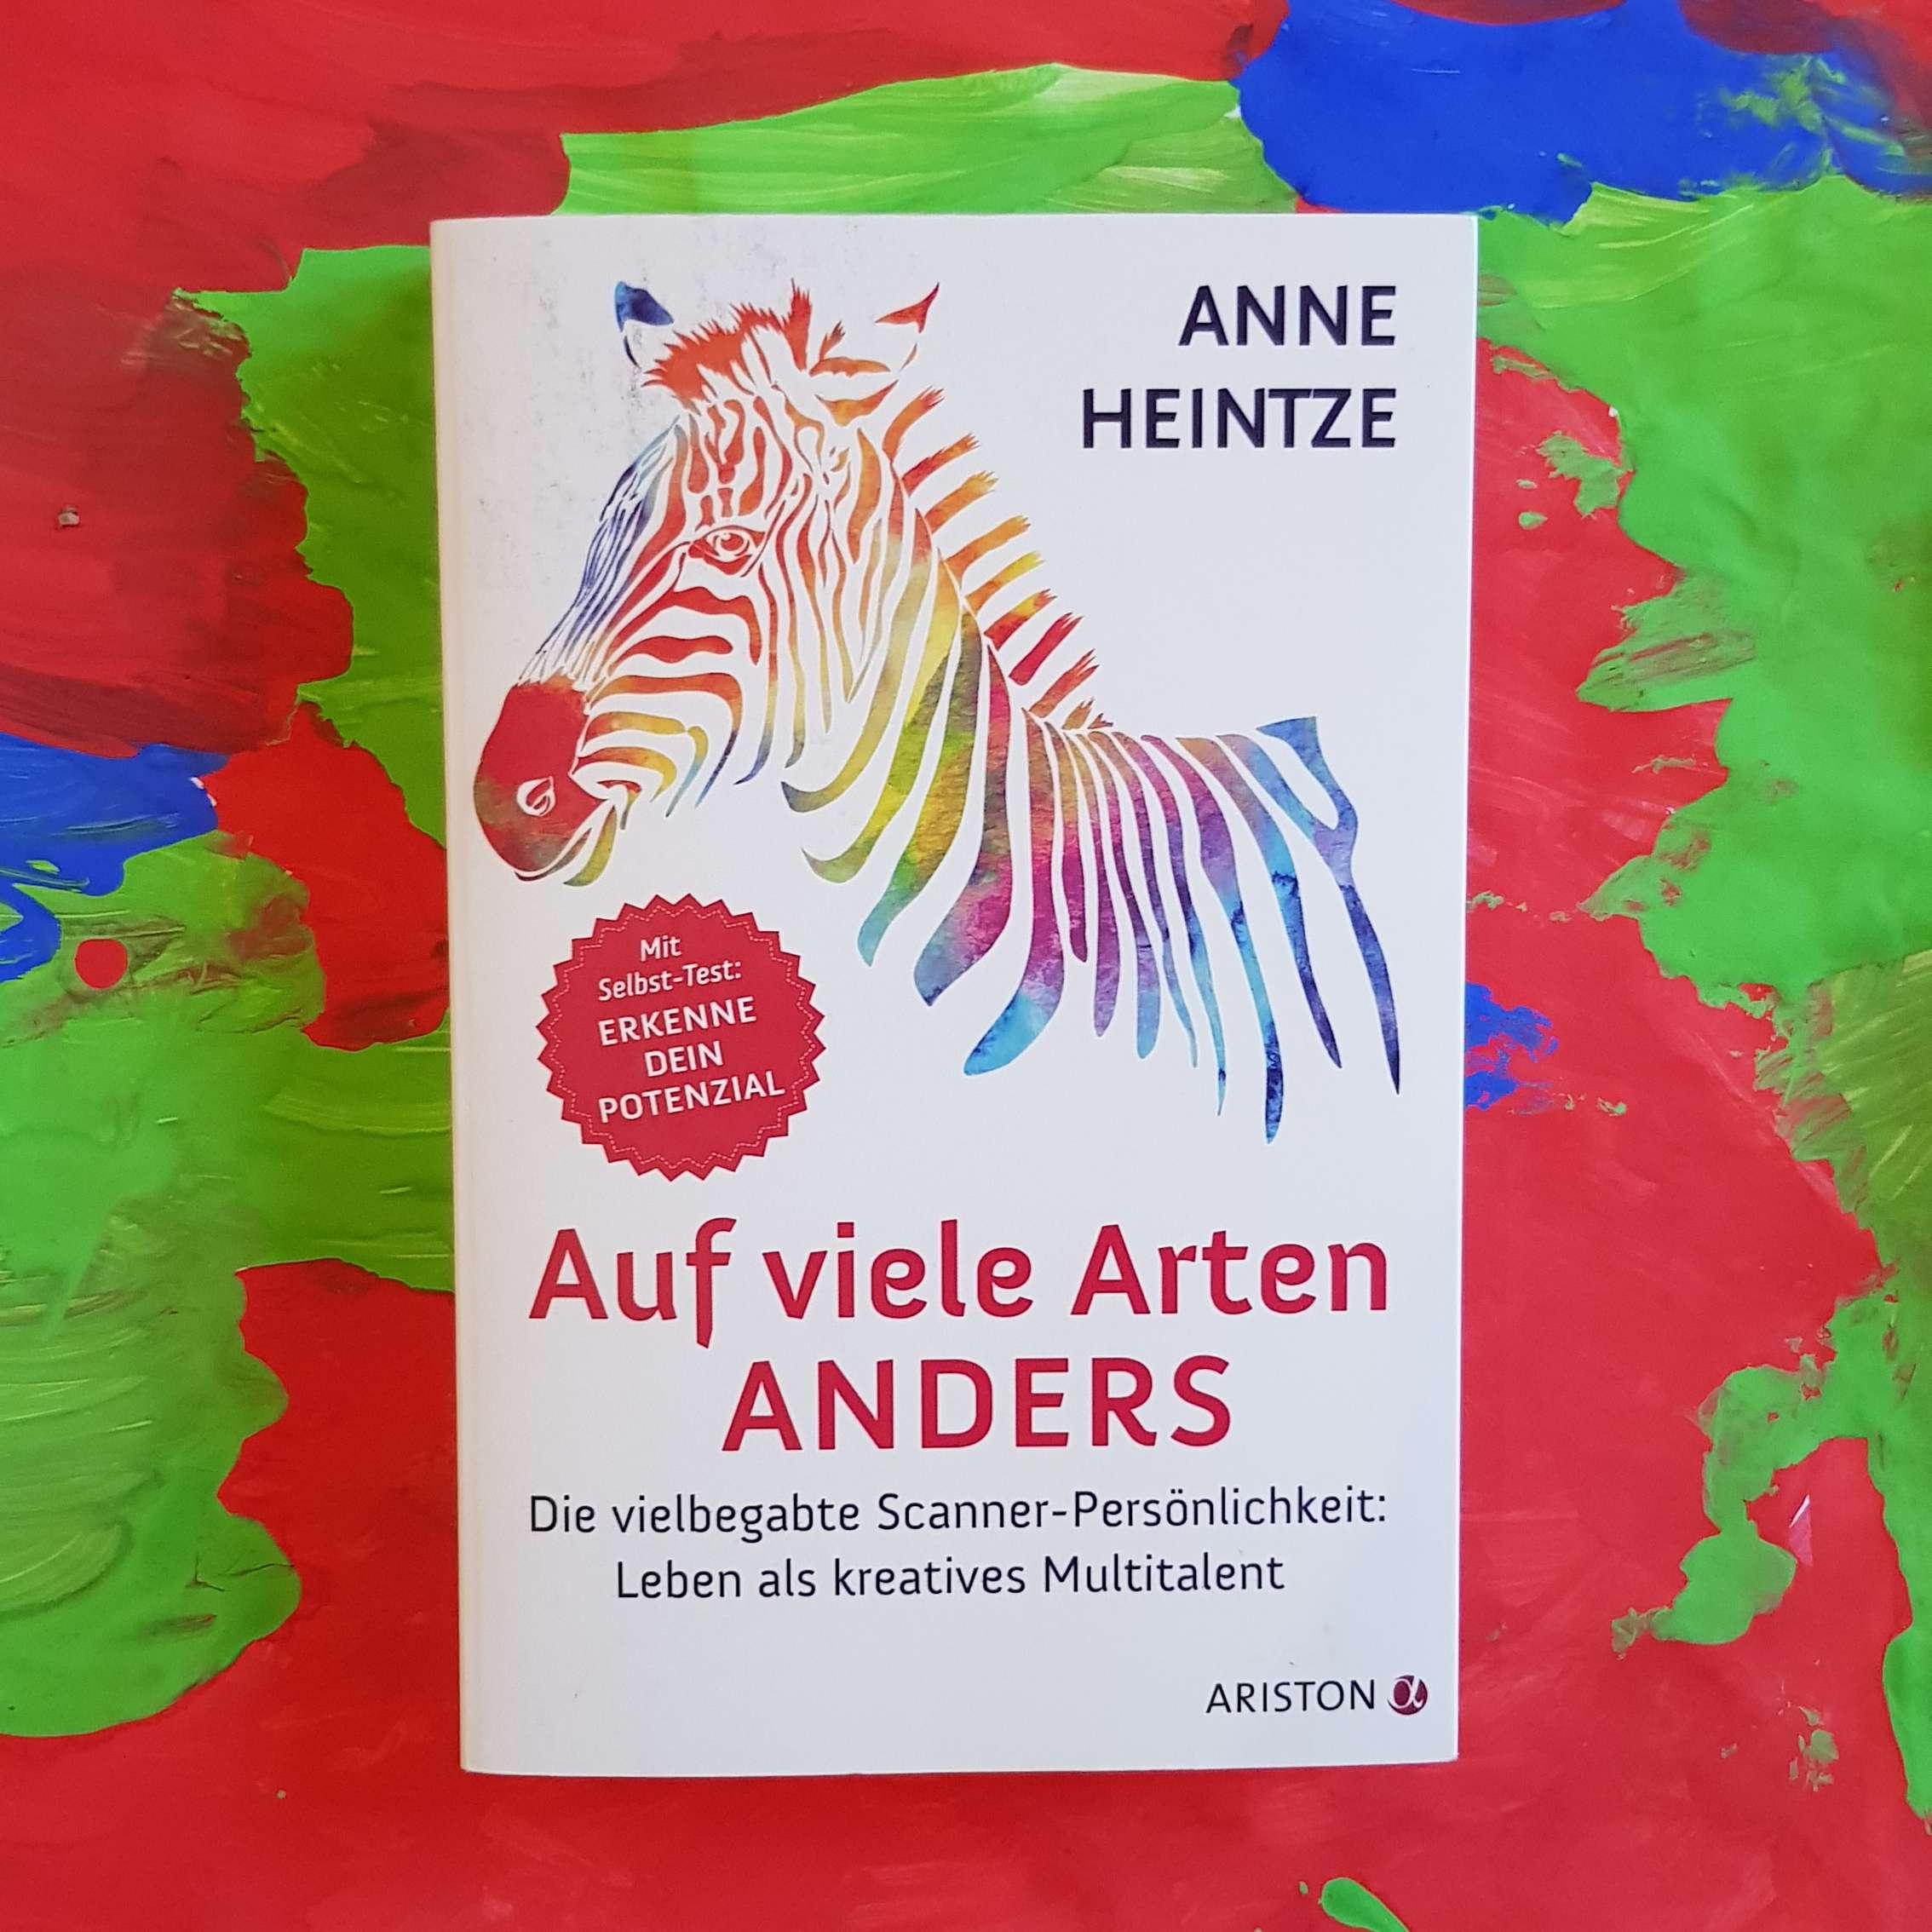 ANNE
HEINTZE
Mit
Selbst-Test:
ERKENNE
DEIN
POTENZIAL
Auf viele Arten
ANDERS
Die vielbegabte Scanner-Persönlichkeit:
Leben als kreatives Multitalent
ARISTON α